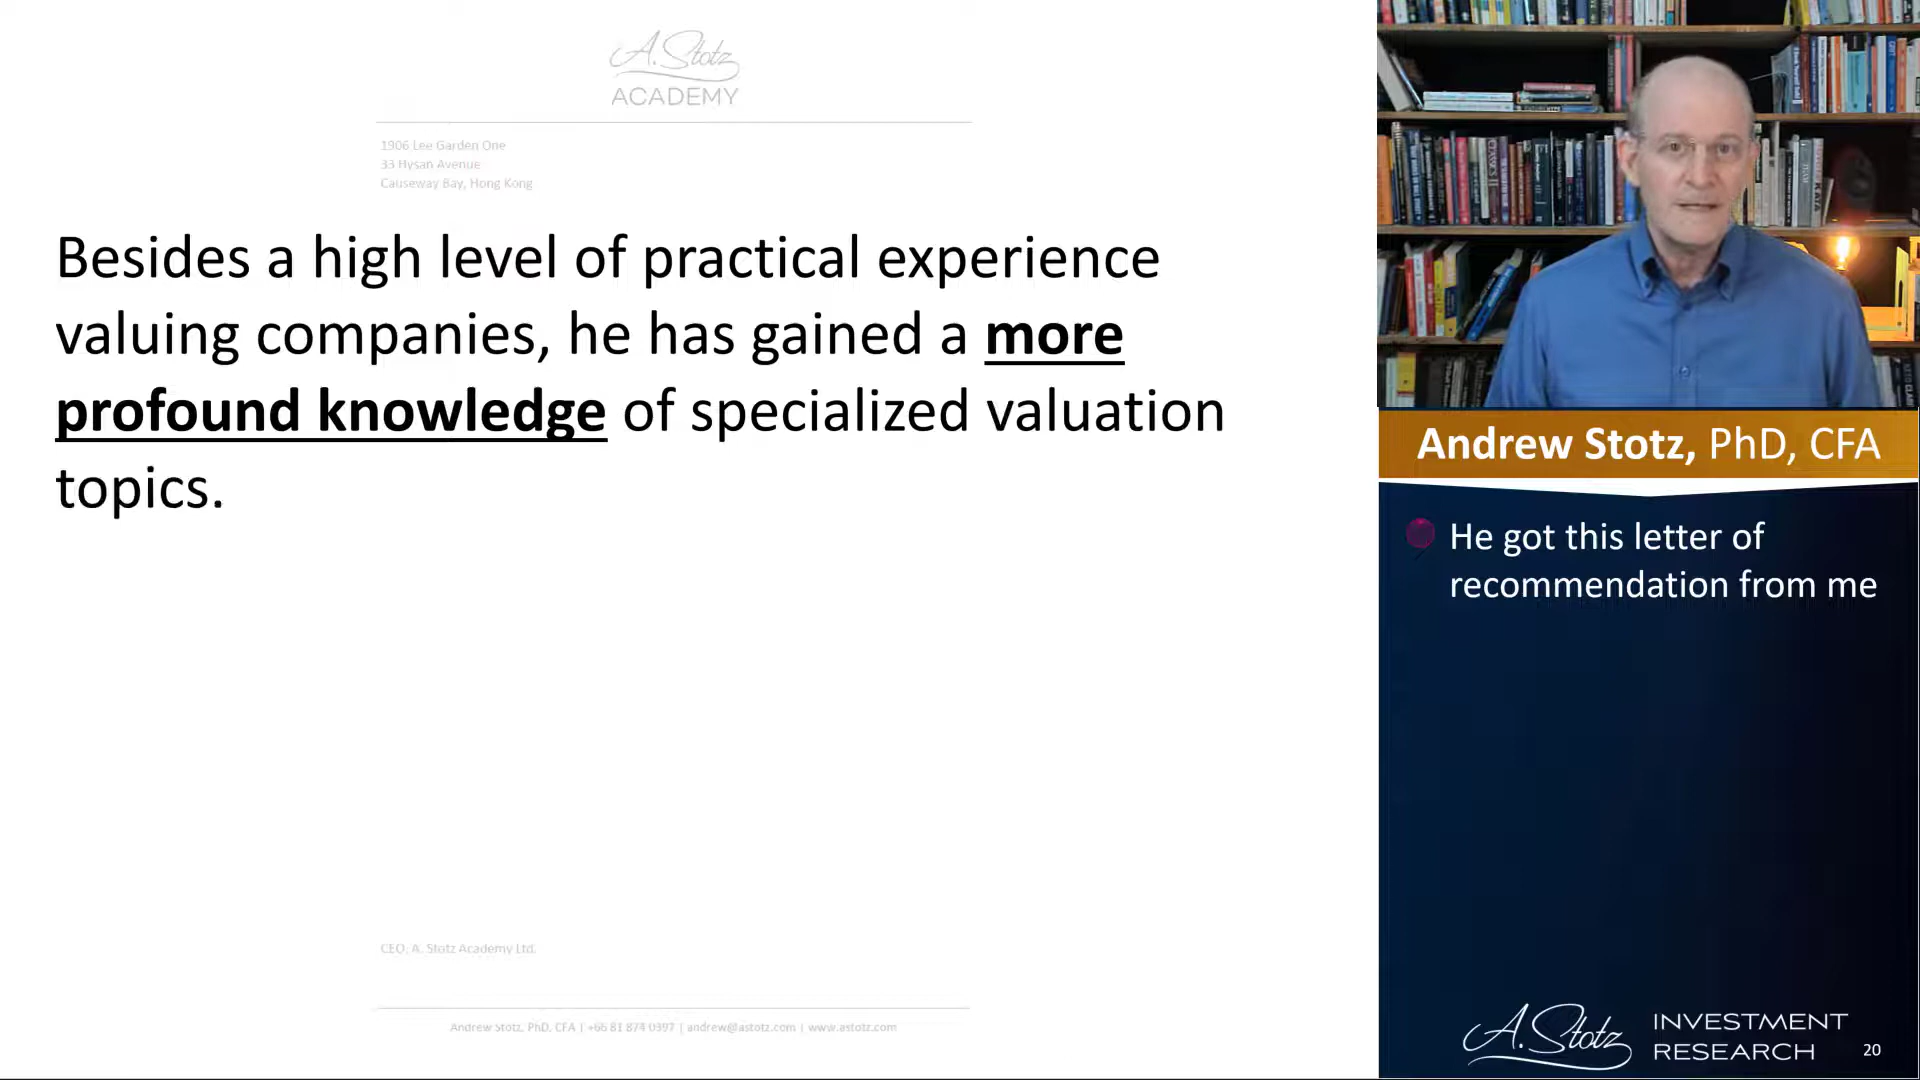 A. Stotz
ACADEMY
1906 Lee Garden One
33 Hysan Avenue
Causeway Bay, Hong Kong
Besides a high level of practical experience
valuing companies, he has gained a more
profound knowledge of specialized valuation
topics.
CEO, A. Stotz Academy Ltd.
Andrew Stotz, PhD, CFA | +66 81 874 0397 | andrew@astotz.com | www.astotz.com
Andrew Stotz, PhD, CFA
He got this letter of
recommendation from me
A. Stotz
INVESTMENT
RESEARCH
20